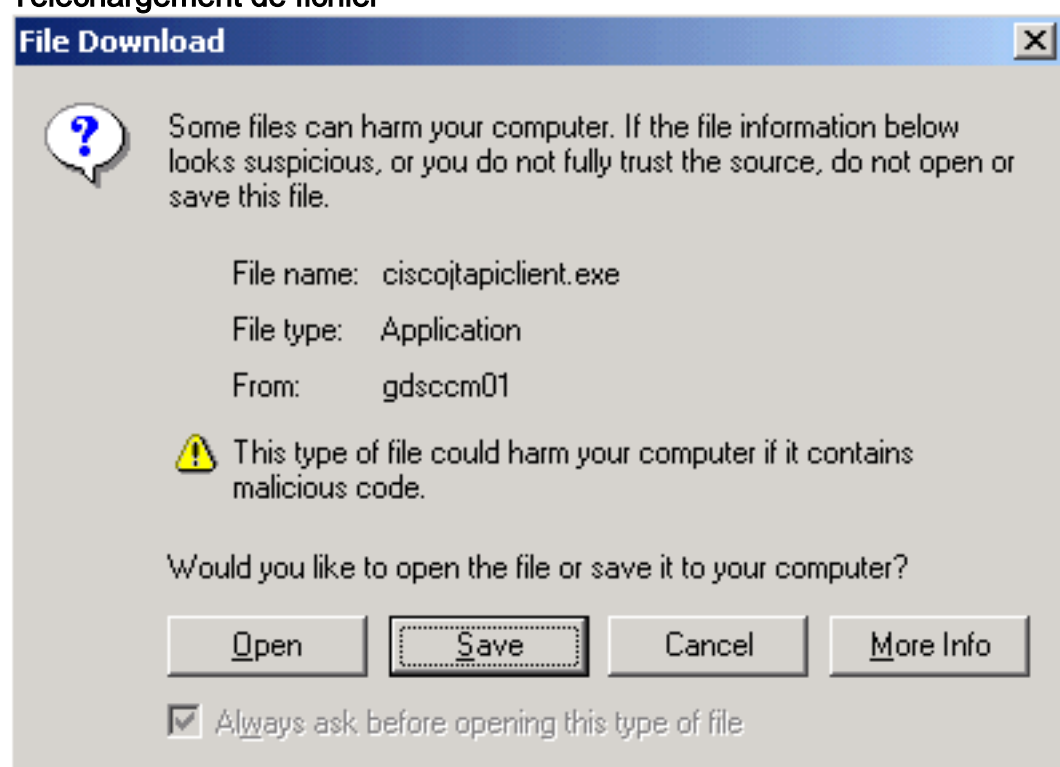 Téléchargement de fichier
File Download
Some files can harm your computer. If the file information below
looks suspicious, or you do not fully trust the source, do not open or
save this file.
File name: ciscojtapiclient.exe
File type: Application
From: gdsccm01
This type of file could harm your computer if it contains
malicious code.
Would you like to open the file or save it to your computer?
Open Save Cancel More Info
Always ask before opening this type of file